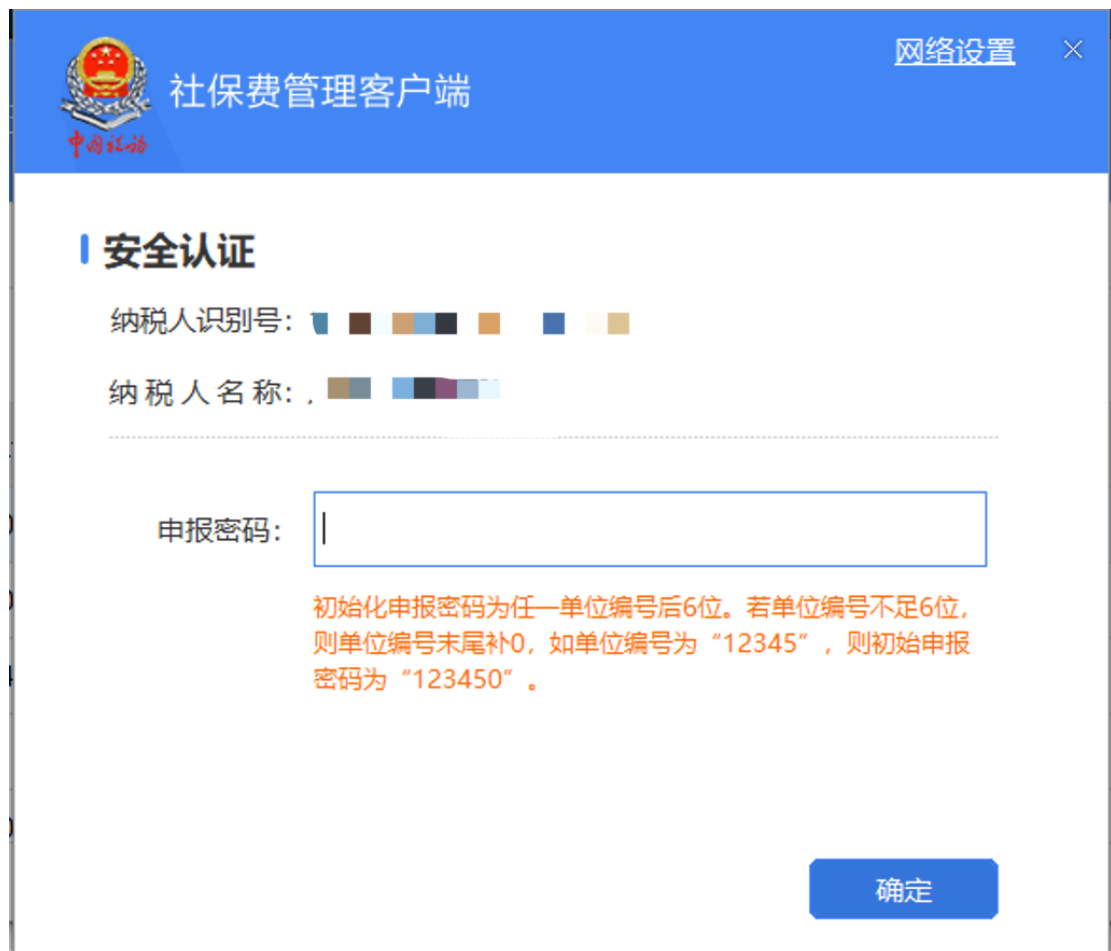 网络设置
社保费管理客户端
中国税务
安全认证
纳税人识别号：
纳税人名称：
申报密码：
初始化申报密码为任一单位编号后6位。若单位编号不足6位，
则单位编号末尾补0，如单位编号为“12345”，则初始申报
密码为“123450”。
确定